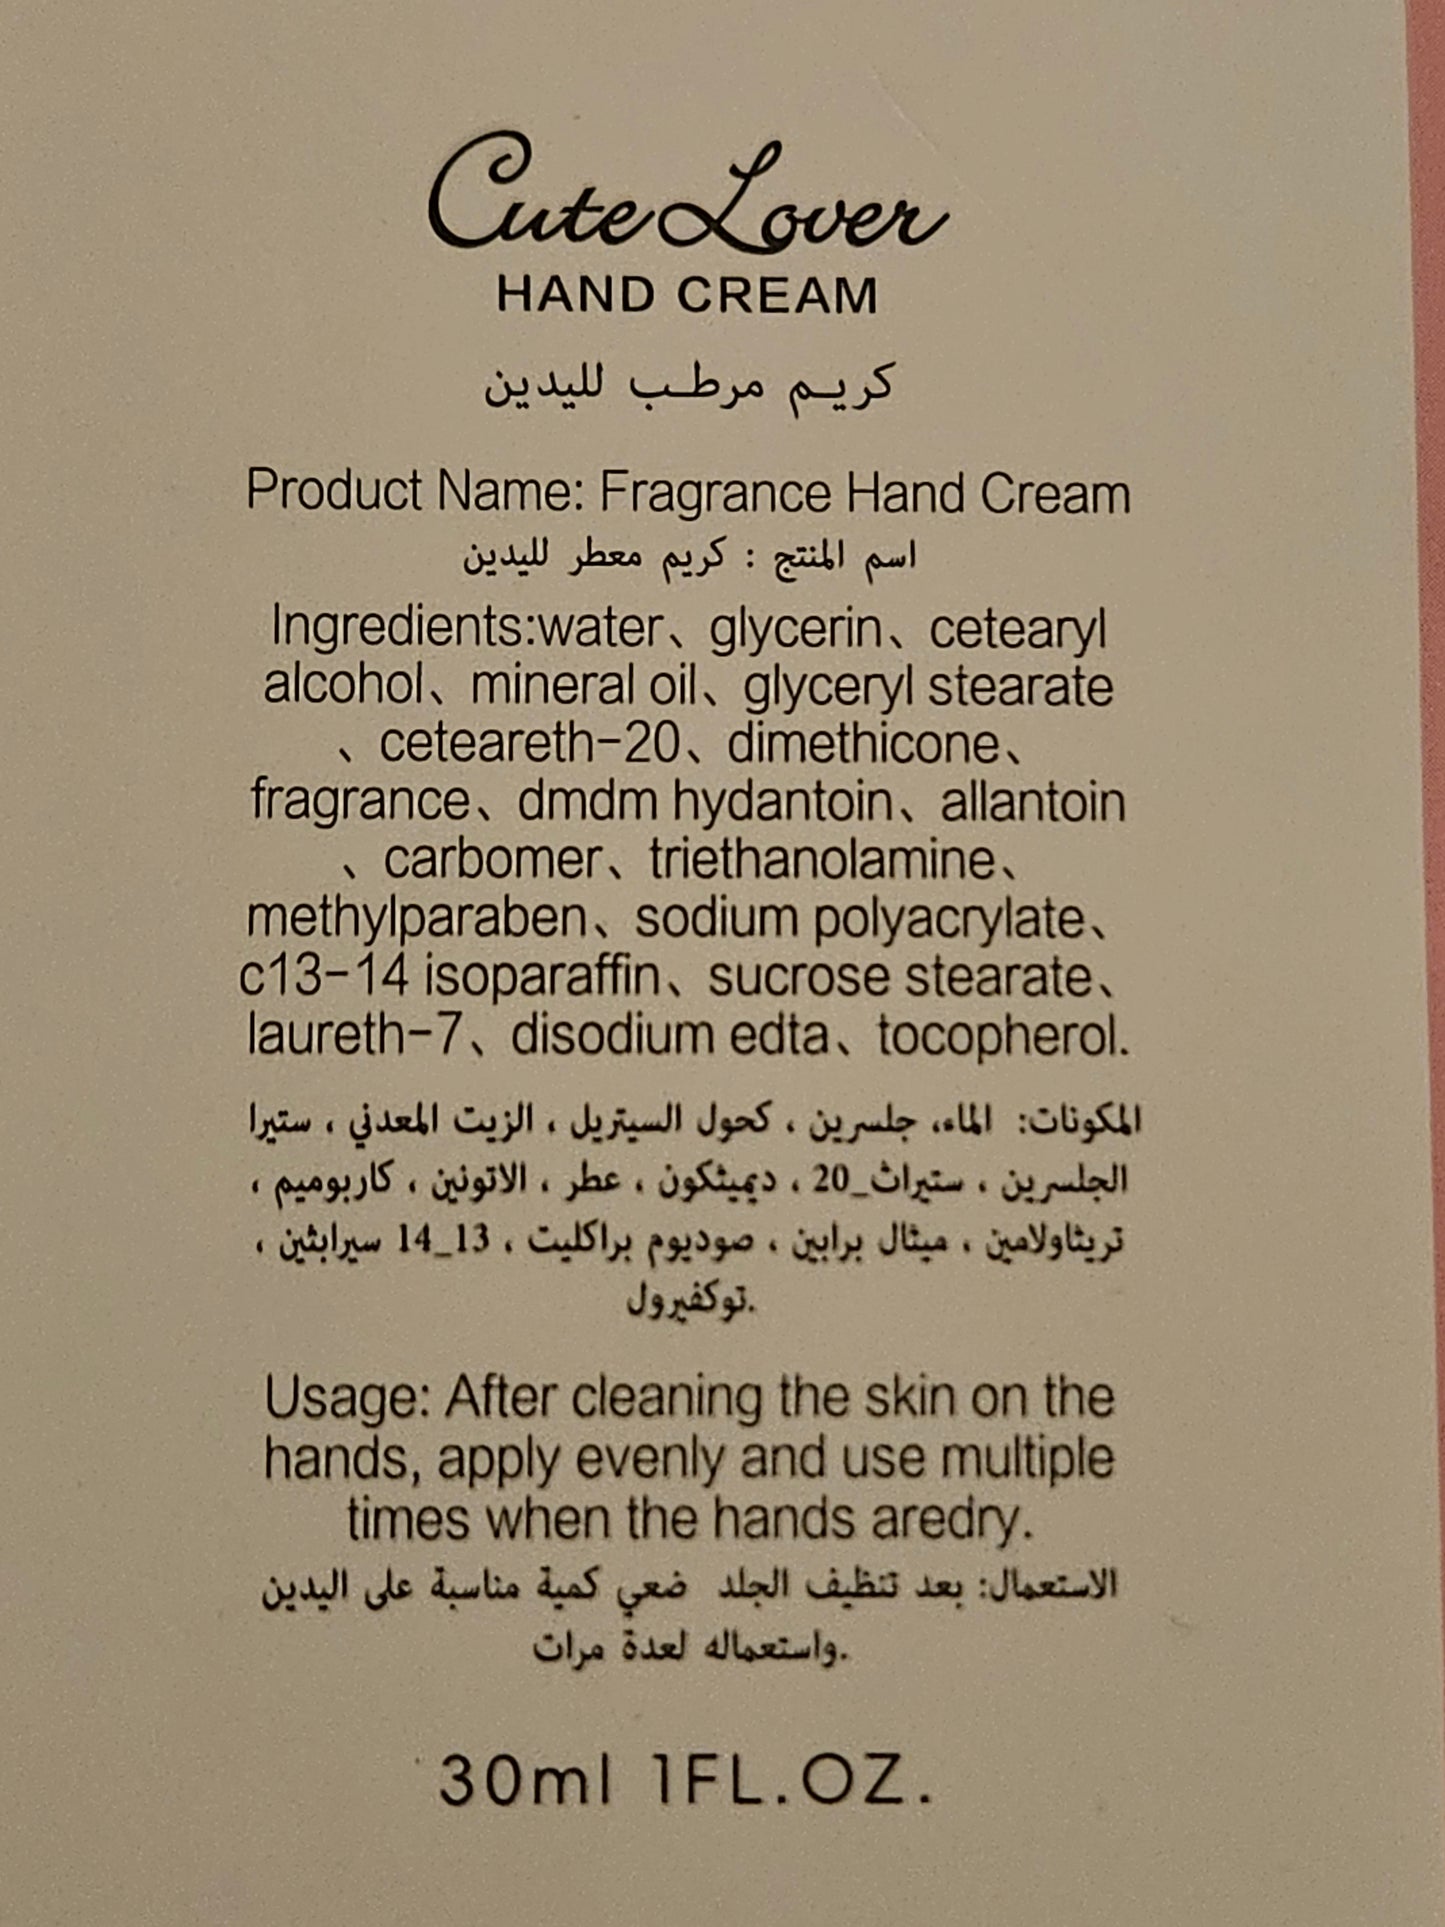 Cute Lover
HAND CREAM
كريم مرطب لليدين
Product Name: Fragrance Hand Cream
اسم المنتج : كريم معطر لليدين
Ingredients:water、glycerin、cetearyl
alcohol、mineral oil、glyceryl stearate
、ceteareth-20、dimethicone、
fragrance、dmdm hydantoin、allantoin
、carbomer、triethanolamine、
methylparaben、sodium polyacrylate、
c13-14 isoparaffin、sucrose stearate、
laureth-7、disodium edta、tocopherol.
المكونات: الماء، جلسرين ، كحول السيتريل ، الزيت المعدني ، ستيرا
الجلسرين ، ستيراث_20 ، ديميثكون ، عطر ، الاتونين ، كاربوميم ،
تريثاولامين ، ميثال برابين ، صوديوم براكليت ، 13_14 سيرابثين ،
توكفيرول.
Usage: After cleaning the skin on the
hands, apply evenly and use multiple
times when the hands aredry.
الاستعمال: بعد تنظيف الجلد ضعي كمية مناسبة على اليدين
واستعماله لعدة مرات.
30ml 1FL.OZ.